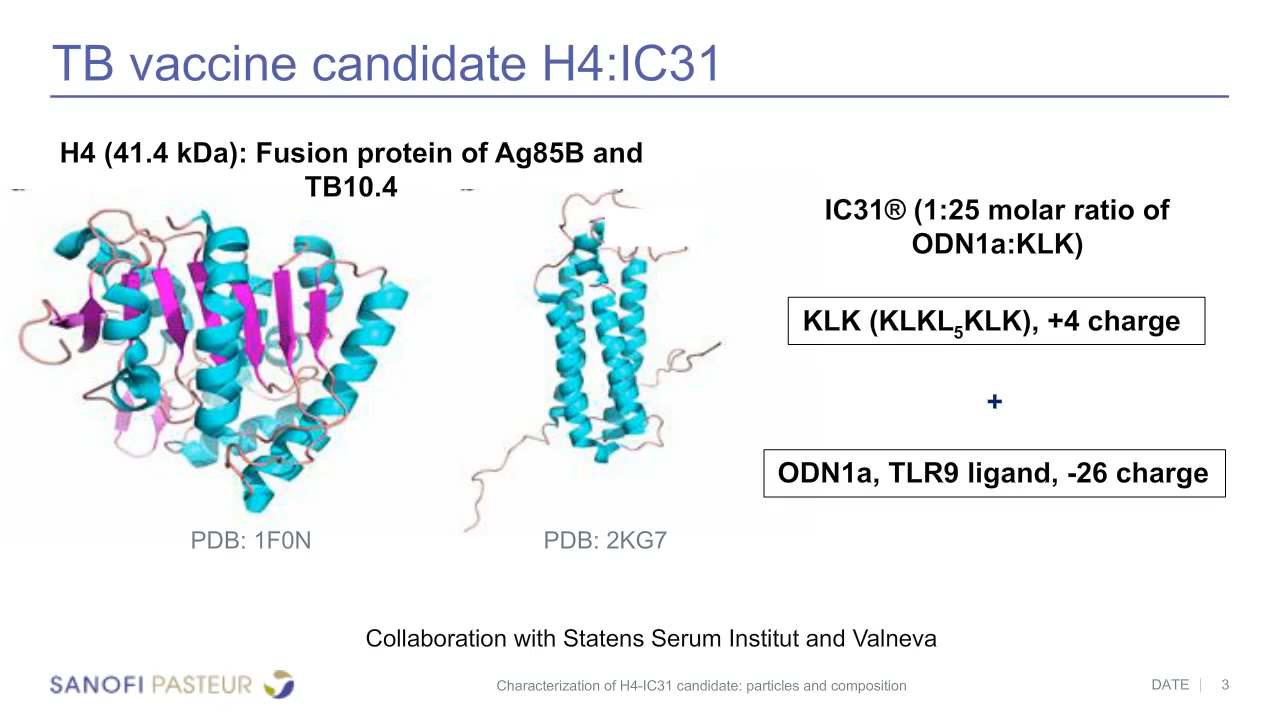 TB vaccine candidate H4:IC31
H4 (41.4 kDa): Fusion protein of Ag85B and
TB10.4
IC31® (1:25 molar ratio of
ODN1a:KLK)
KLK (KLKL₅KLK), +4 charge
+
ODN1a, TLR9 ligand, -26 charge
PDB: 1F0N
PDB: 2KG7
Collaboration with Statens Serum Institut and Valneva
SANOFI PASTEUR
Characterization of H4-IC31 candidate: particles and composition
DATE | 3